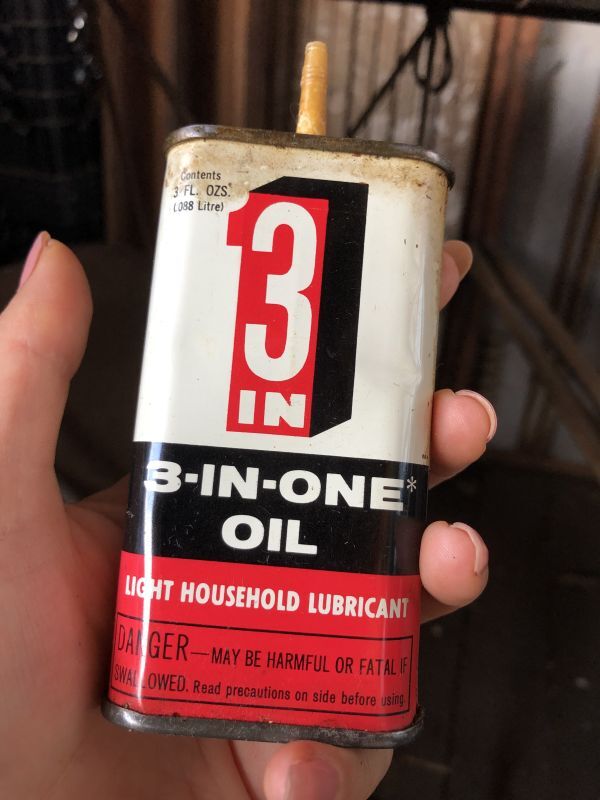 Contents
3 FL. OZS.
(.088 Litre)
3
IN
3-IN-ONE*
OIL
LIGHT HOUSEHOLD LUBRICANT
DANGER—MAY BE HARMFUL OR FATAL IF
SWALLOWED. Read precautions on side before using.